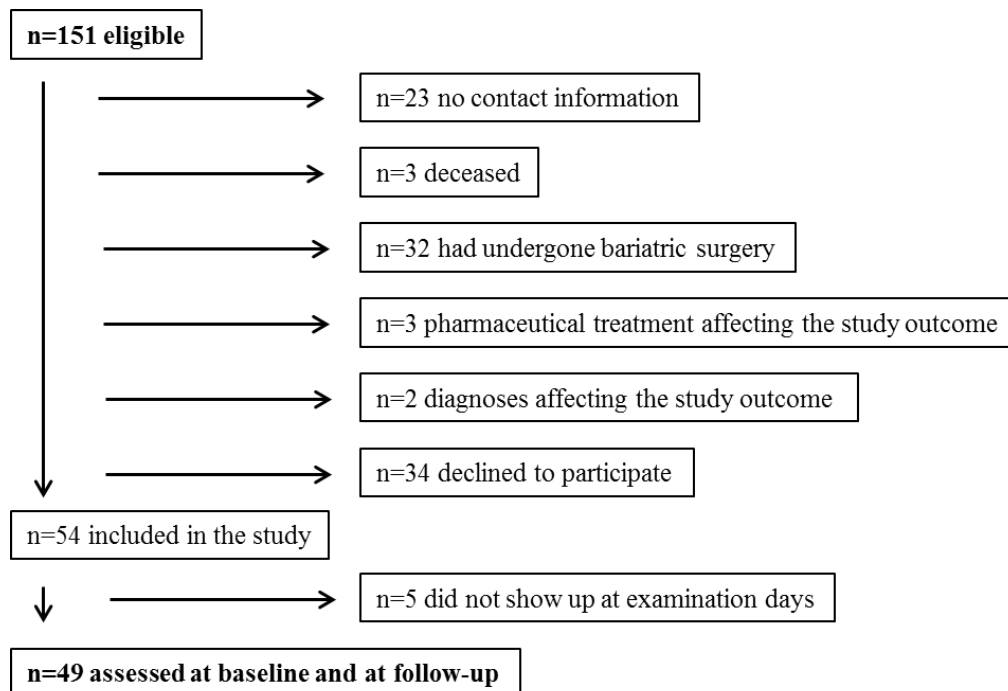 n=151 eligible
n=23 no contact information
n=3 deceased
n=32 had undergone bariatric surgery
n=3 pharmaceutical treatment affecting the study outcome
n=2 diagnoses affecting the study outcome
n=34 declined to participate
n=54 included in the study
n=5 did not show up at examination days
n=49 assessed at baseline and at follow-up